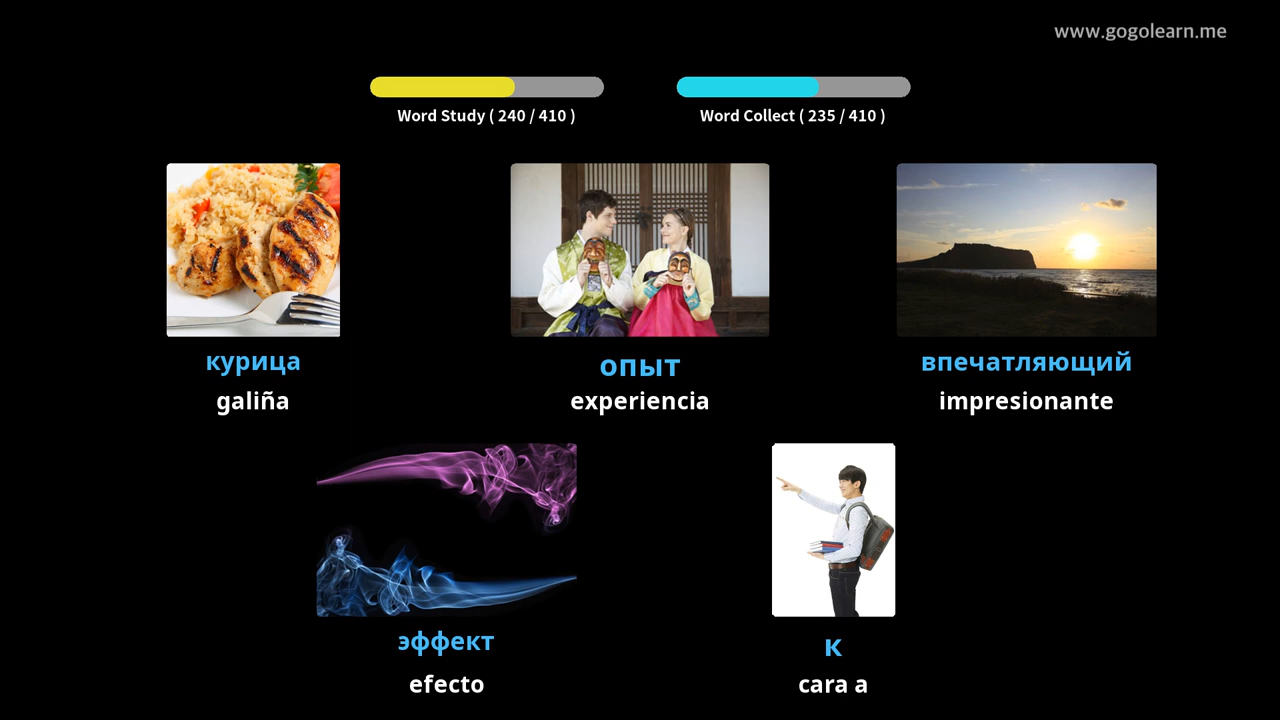 www.gogolearn.me
Word Study ( 240 / 410 )
Word Collect ( 235 / 410 )
курица
galiña
опыт
experiencia
впечатляющий
impresionante
эффект
efecto
к
cara a